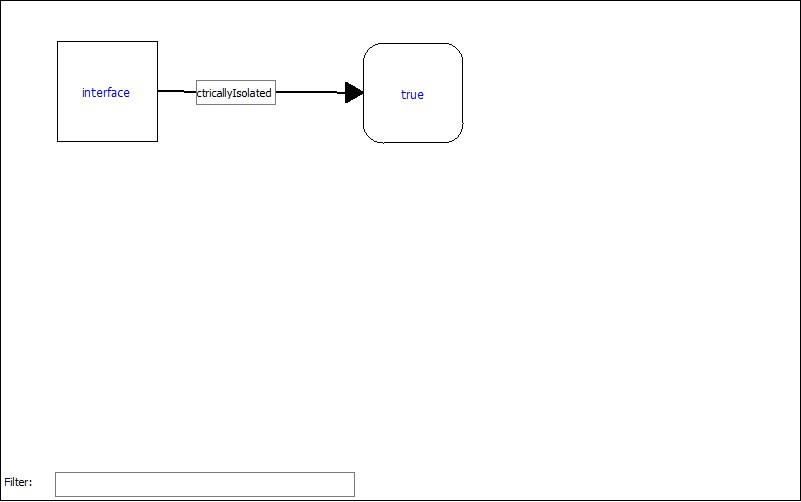 interface
ctricallyIsolated
true
Filter: